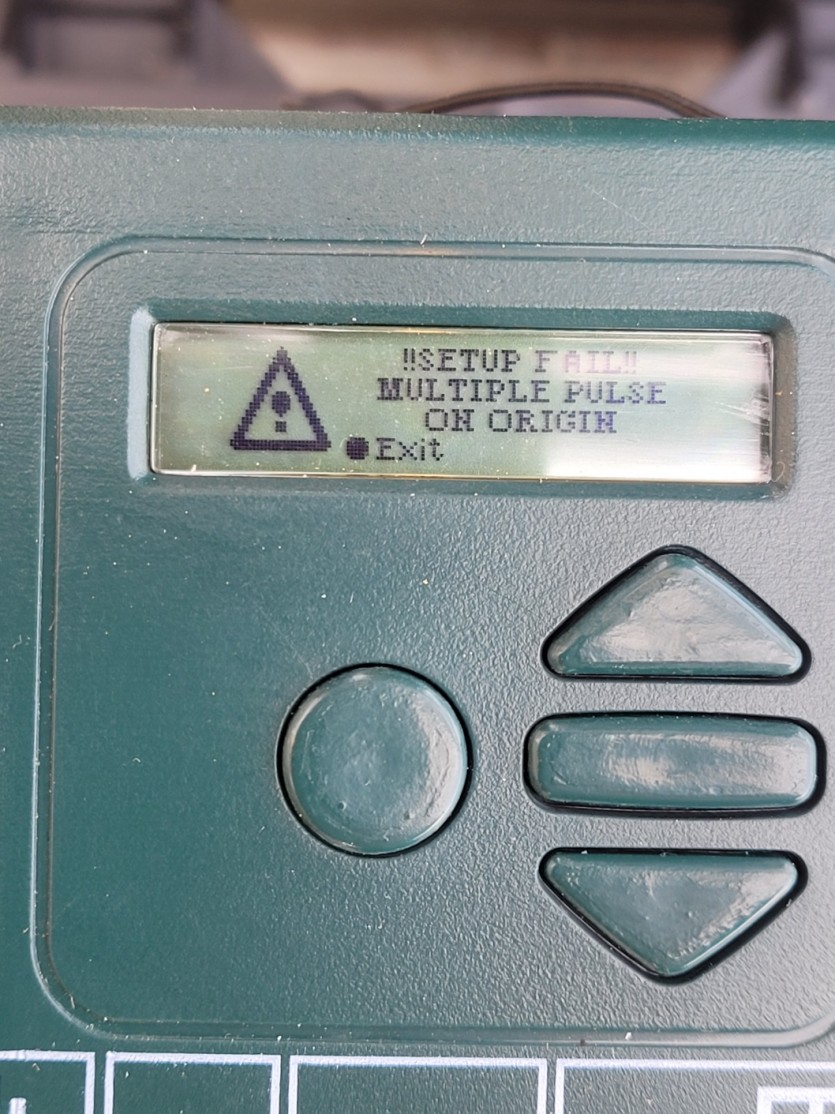 !!SETUP FAIL!!
MULTIPLE PULSE
ON ORIGIN
Exit